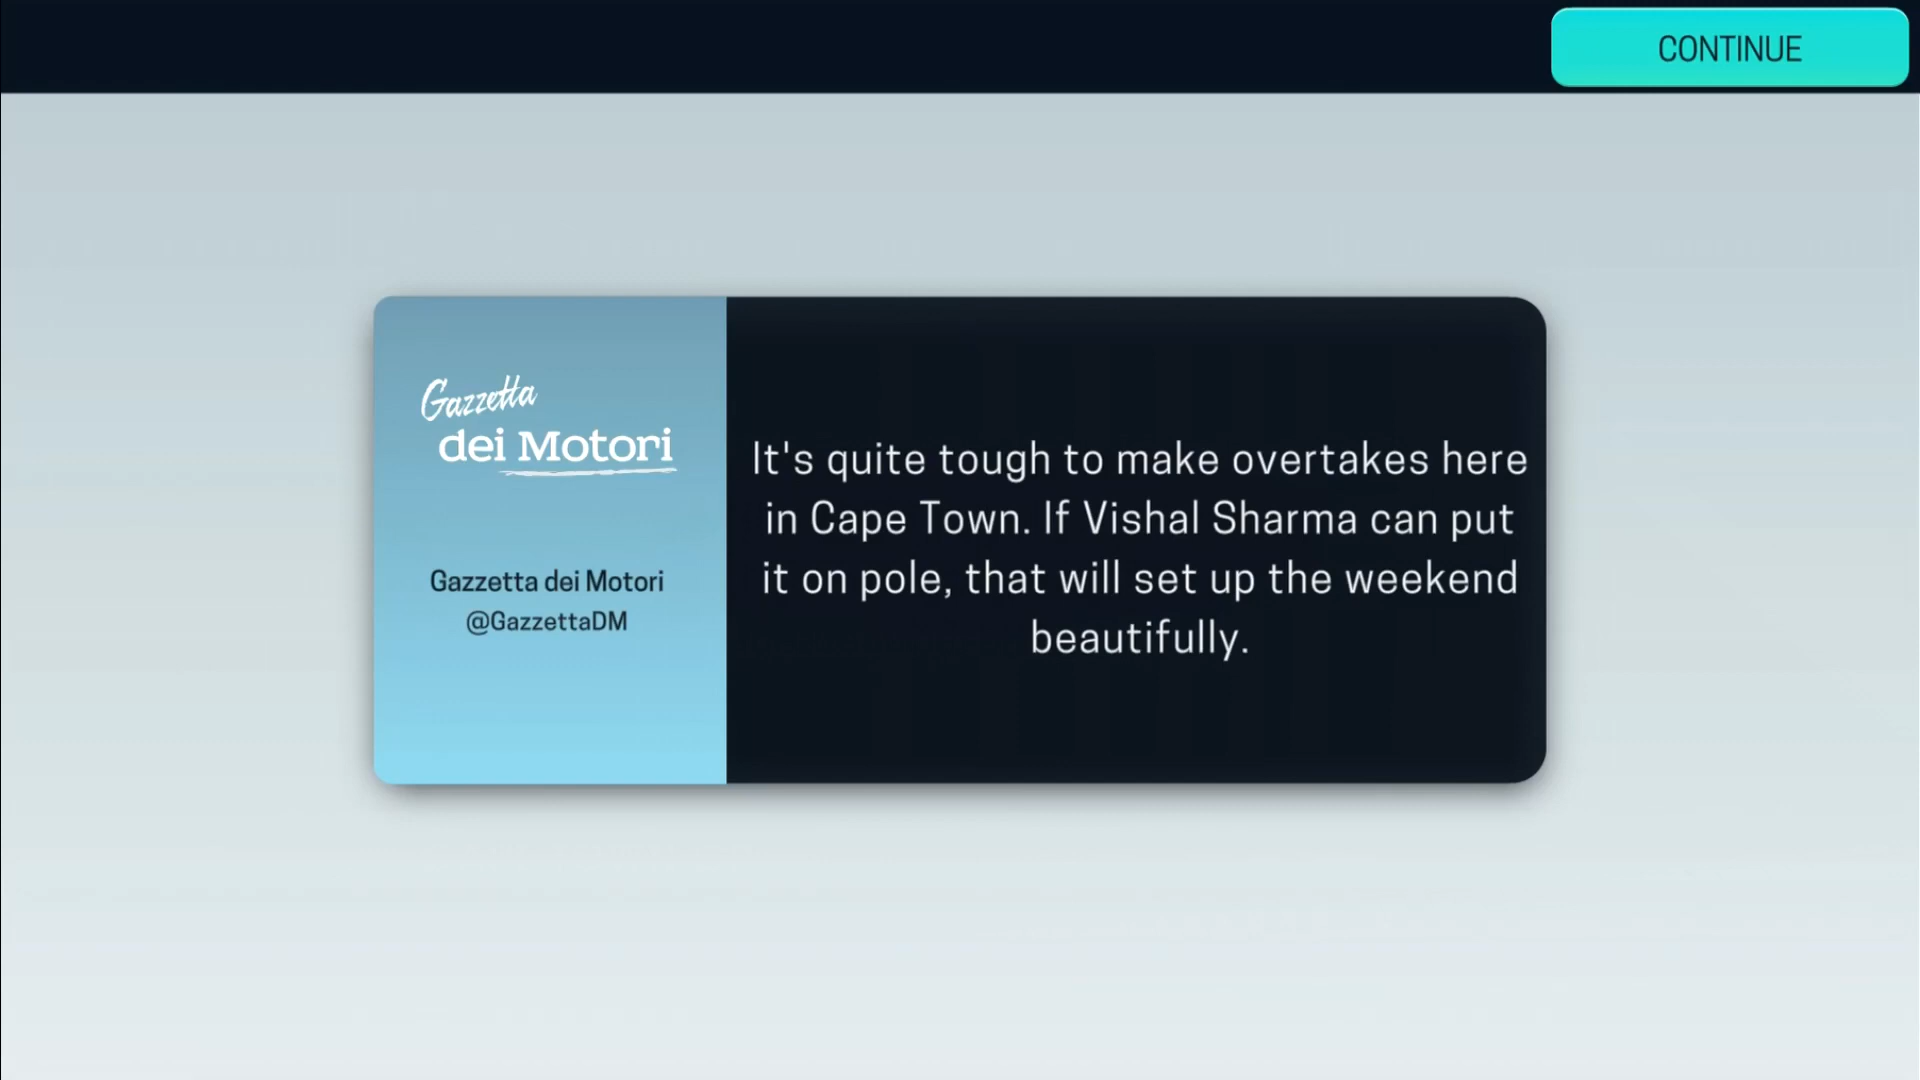 CONTINUE
Gazzetta
dei Motori
Gazzetta dei Motori
@GazzettaDM
It's quite tough to make overtakes here
in Cape Town. If Vishal Sharma can put
it on pole, that will set up the weekend
beautifully.